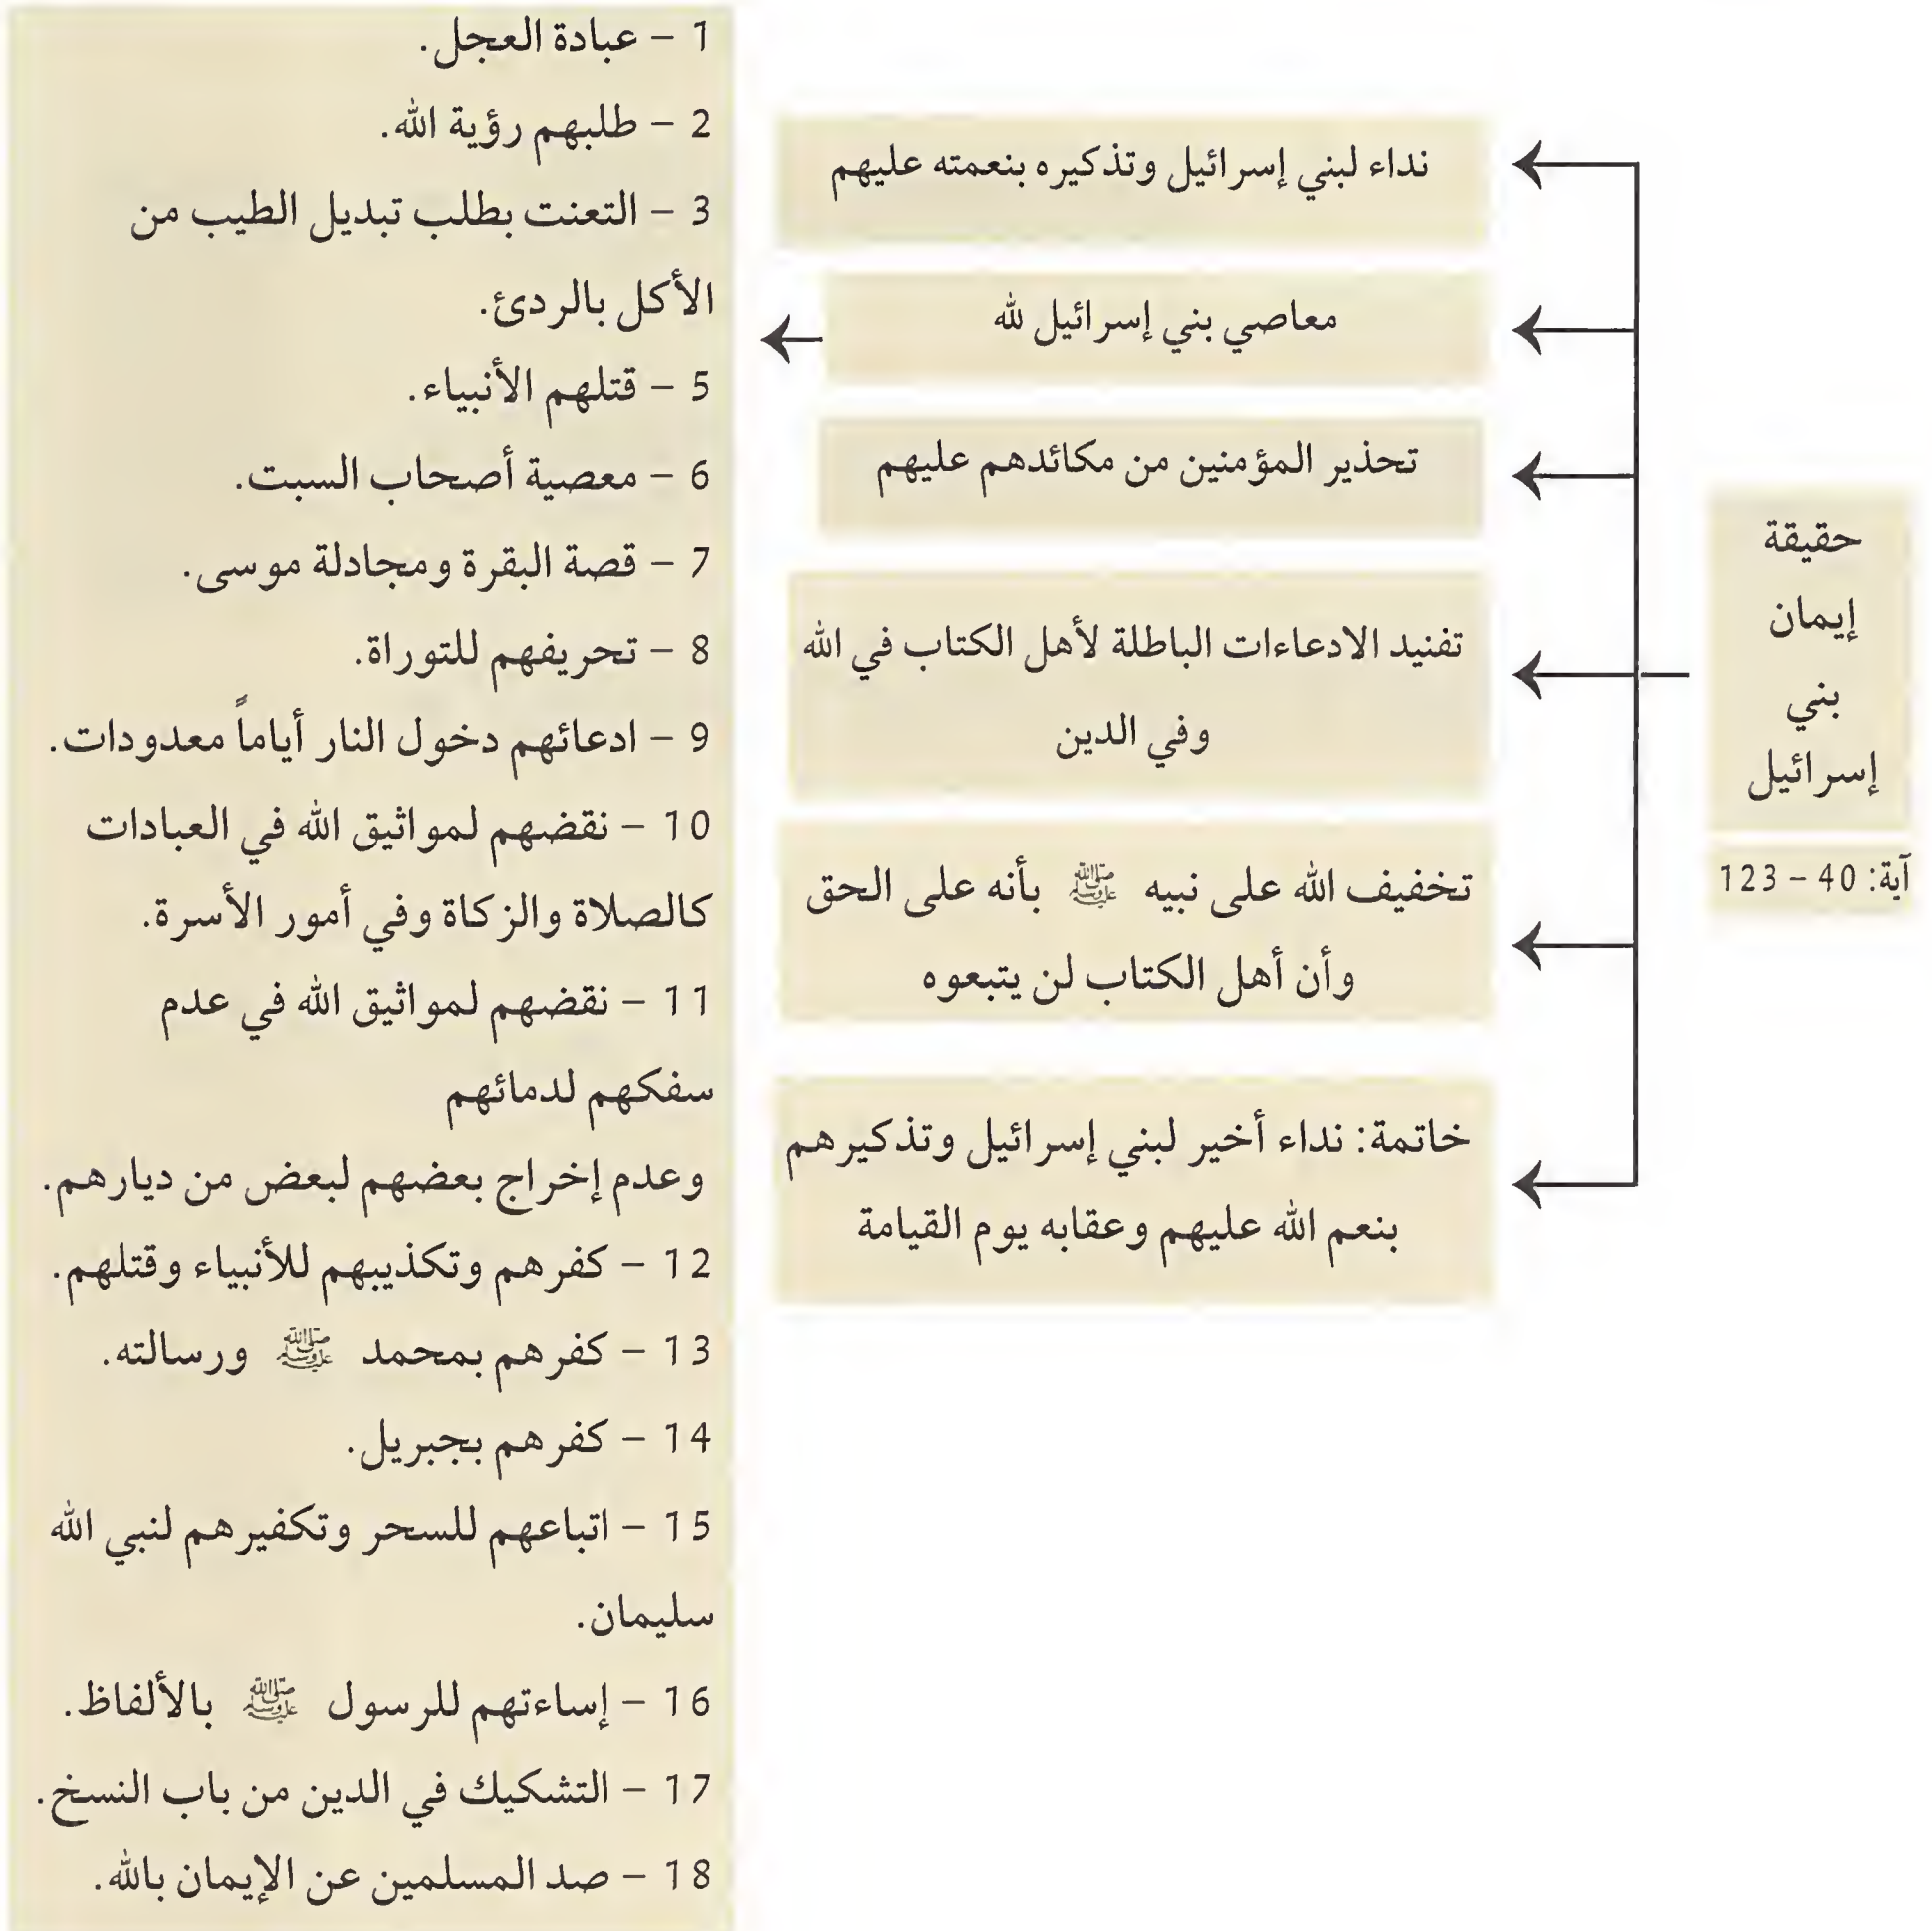 حقيقة
إيمان
بني
إسرائيل
آية: 40 – 123
نداء لبني إسرائيل وتذكيره بنعمته عليهم
معاصي بني إسرائيل لله
تحذير المؤمنين من مكائدهم عليهم
تفنيد الادعاءات الباطلة لأهل الكتاب في الله
وفي الدين
تخفيف الله على نبيه ﷺ بأنه على الحق
وأن أهل الكتاب لن يتبعوه
خاتمة: نداء أخير لبني إسرائيل وتذكيرهم
بنعم الله عليهم وعقابه يوم القيامة
1 – عبادة العجل.
2 – طلبهم رؤية الله.
3 – التعنت بطلب تبديل الطيب من
الأكل بالردئ.
5 – قتلهم الأنبياء.
6 – معصية أصحاب السبت.
7 – قصة البقرة ومجادلة موسى.
8 – تحريفهم للتوراة.
9 – ادعائهم دخول النار أياماً معدودات.
10 – نقضهم لمواثيق الله في العبادات
كالصلاة والزكاة وفي أمور الأسرة.
11 – نقضهم لمواثيق الله في عدم
سفكهم لدمائهم
وعدم إخراج بعضهم لبعض من ديارهم.
12 – كفرهم وتكذيبهم للأنبياء وقتلهم.
13 – كفرهم بمحمد ﷺ ورسالته.
14 – كفرهم بجبريل.
15 – اتباعهم للسحر وتكفيرهم لنبي الله
سليمان.
16 – إساءتهم للرسول ﷺ بالألفاظ.
17 – التشكيك في الدين من باب النسخ.
18 – صد المسلمين عن الإيمان بالله.